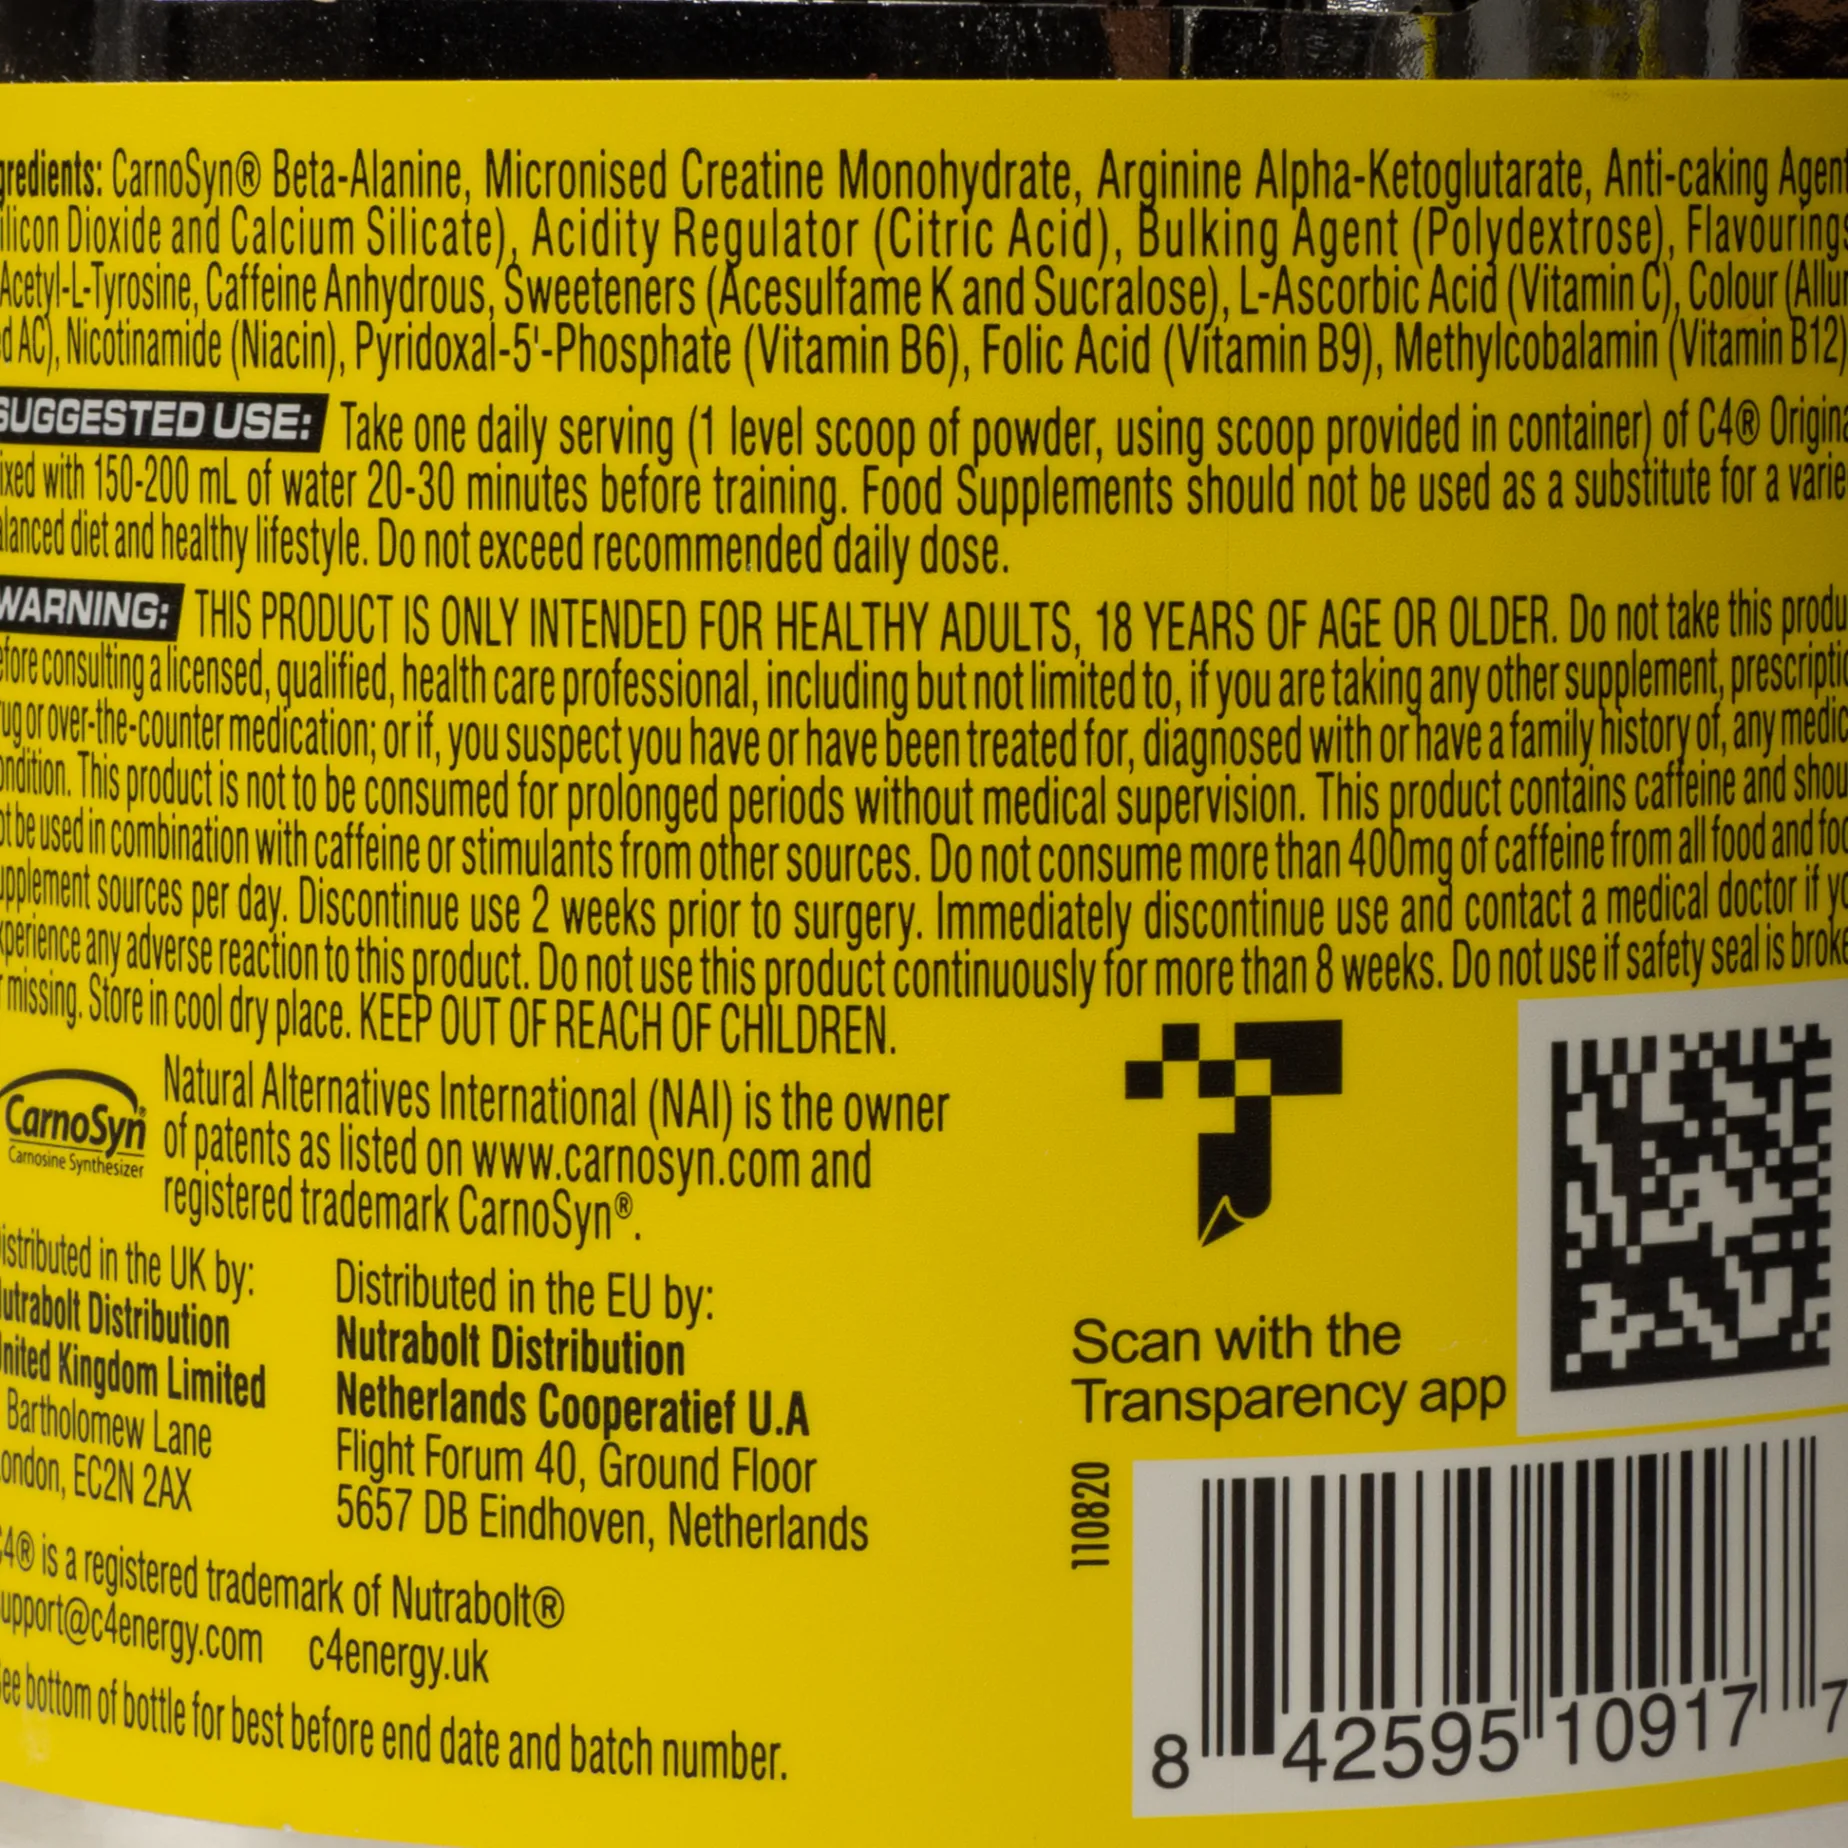 gredients: CarnoSyn® Beta-Alanine, Micronised Creatine Monohydrate, Arginine Alpha-Ketoglutarate, Anti-caking Agent
ilicon Dioxide and Calcium Silicate), Acidity Regulator (Citric Acid), Bulking Agent (Polydextrose), Flavourings
Acetyl-L-Tyrosine, Caffeine Anhydrous, Sweeteners (Acesulfame K and Sucralose), L-Ascorbic Acid (Vitamin C), Colour (Allu
d AC), Nicotinamide (Niacin), Pyridoxal-5'-Phosphate (Vitamin B6), Folic Acid (Vitamin B9), Methylcobalamin (Vitamin B12)
SUGGESTED USE: Take one daily serving (1 level scoop of powder, using scoop provided in container) of C4® Origina
ixed with 150-200 mL of water 20-30 minutes before training. Food Supplements should not be used as a substitute for a varie
alanced diet and healthy lifestyle. Do not exceed recommended daily dose.
WARNING: THIS PRODUCT IS ONLY INTENDED FOR HEALTHY ADULTS, 18 YEARS OF AGE OR OLDER. Do not take this produ
efore consulting a licensed, qualified, health care professional, including but not limited to, if you are taking any other supplement, prescriptio
ug or over-the-counter medication; or if, you suspect you have or have been treated for, diagnosed with or have a family history of, any medic
ondition. This product is not to be consumed for prolonged periods without medical supervision. This product contains caffeine and shou
ot be used in combination with caffeine or stimulants from other sources. Do not consume more than 400mg of caffeine from all food and foo
upplement sources per day. Discontinue use 2 weeks prior to surgery. Immediately discontinue use and contact a medical doctor if yo
xperience any adverse reaction to this product. Do not use this product continuously for more than 8 weeks. Do not use if safety seal is broke
r missing. Store in cool dry place. KEEP OUT OF REACH OF CHILDREN.
CarnoSyn®
Carnosine Synthesizer
Natural Alternatives International (NAI) is the owner
of patents as listed on www.carnosyn.com and
registered trademark CarnoSyn®.
istributed in the UK by:
utrabolt Distribution
nited Kingdom Limited
Bartholomew Lane
ondon, EC2N 2AX
Distributed in the EU by:
Nutrabolt Distribution
Netherlands Cooperatief U.A
Flight Forum 40, Ground Floor
5657 DB Eindhoven, Netherlands
C4® is a registered trademark of Nutrabolt®
upport@c4energy.com c4energy.uk
ee bottom of bottle for best before end date and batch number.
Scan with the
Transparency app
110820
8 42595 10917 7